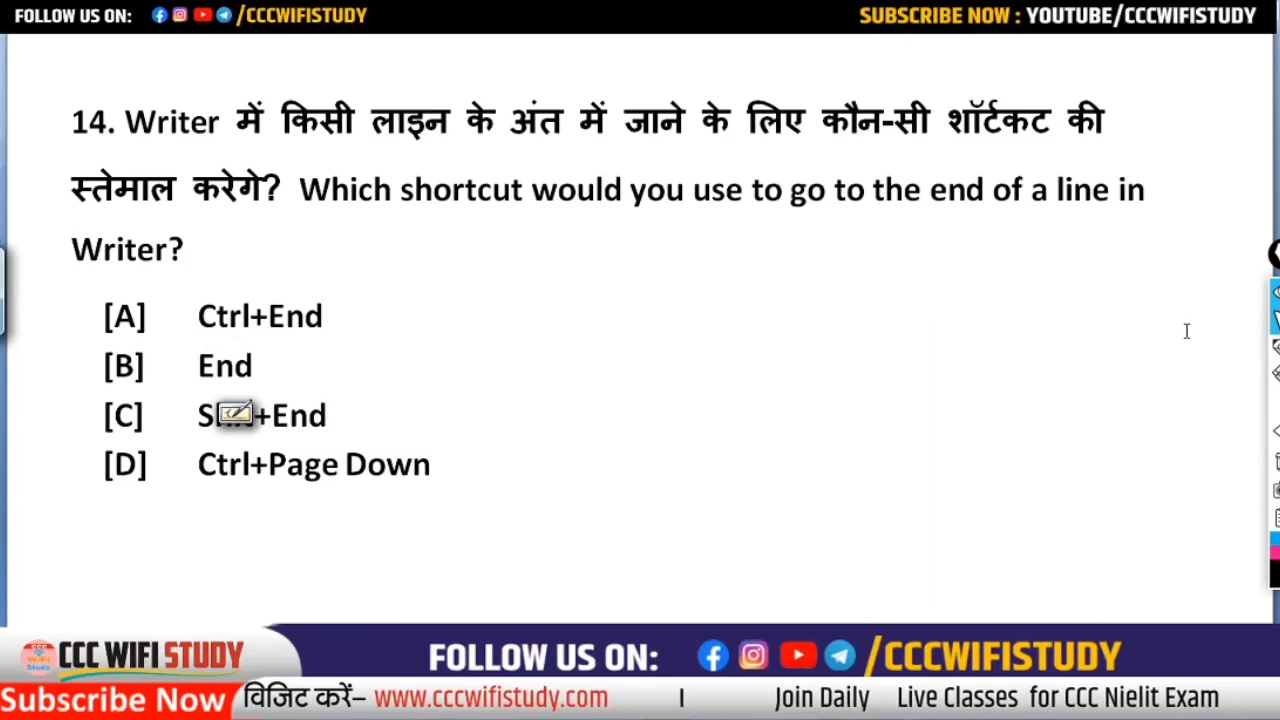 FOLLOW US ON: /CCCWIFISTUDY
SUBSCRIBE NOW : YOUTUBE/CCCWIFISTUDY
14. Writer में किसी लाइन के अंत में जाने के लिए कौन-सी शॉर्टकट की
स्तेमाल करेगे? Which shortcut would you use to go to the end of a line in
Writer?
[A] Ctrl+End
[B] End
[C] +End
[D] Ctrl+Page Down
CCC WIFI STUDY
FOLLOW US ON: /CCCWIFISTUDY
Subscribe Now विजिट करें– www.cccwifistudy.com I Join Daily Live Classes for CCC Nielit Exam